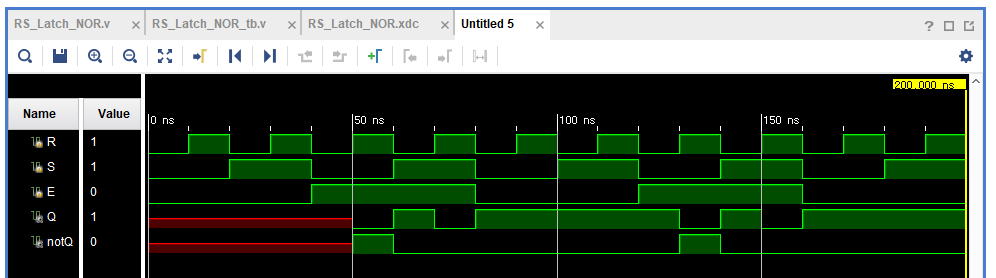 RS_Latch_NOR.v × RS_Latch_NOR_tb.v × RS_Latch_NOR.xdc × Untitled 5 ×
200.000 ns
Name Value
0 ns 50 ns 100 ns 150 ns
R 1
S 1
E 0
Q 1
notQ 0